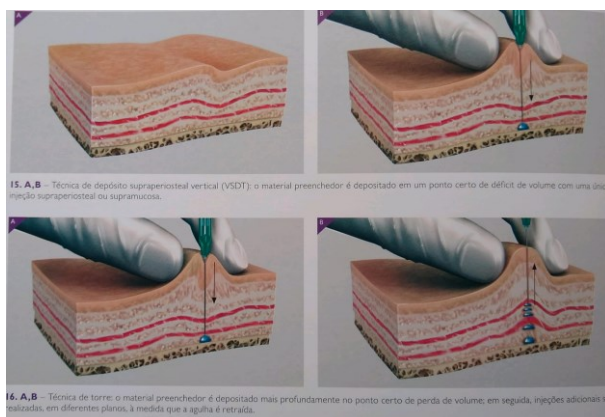 A
B
15. A,B – Técnica de depósito supraperiosteal vertical (VSDT): o material preenchedor é depositado em um ponto certo de déficit de volume com uma
injeção supraperiosteal ou supramucosa.
A
B
16. A,B – Técnica de torre: o material preenchedor é depositado mais profundamente no ponto certo de perda de volume; em seguida, injeções adicionais
realizadas, em diferentes planos, à medida que a agulha é retraída.